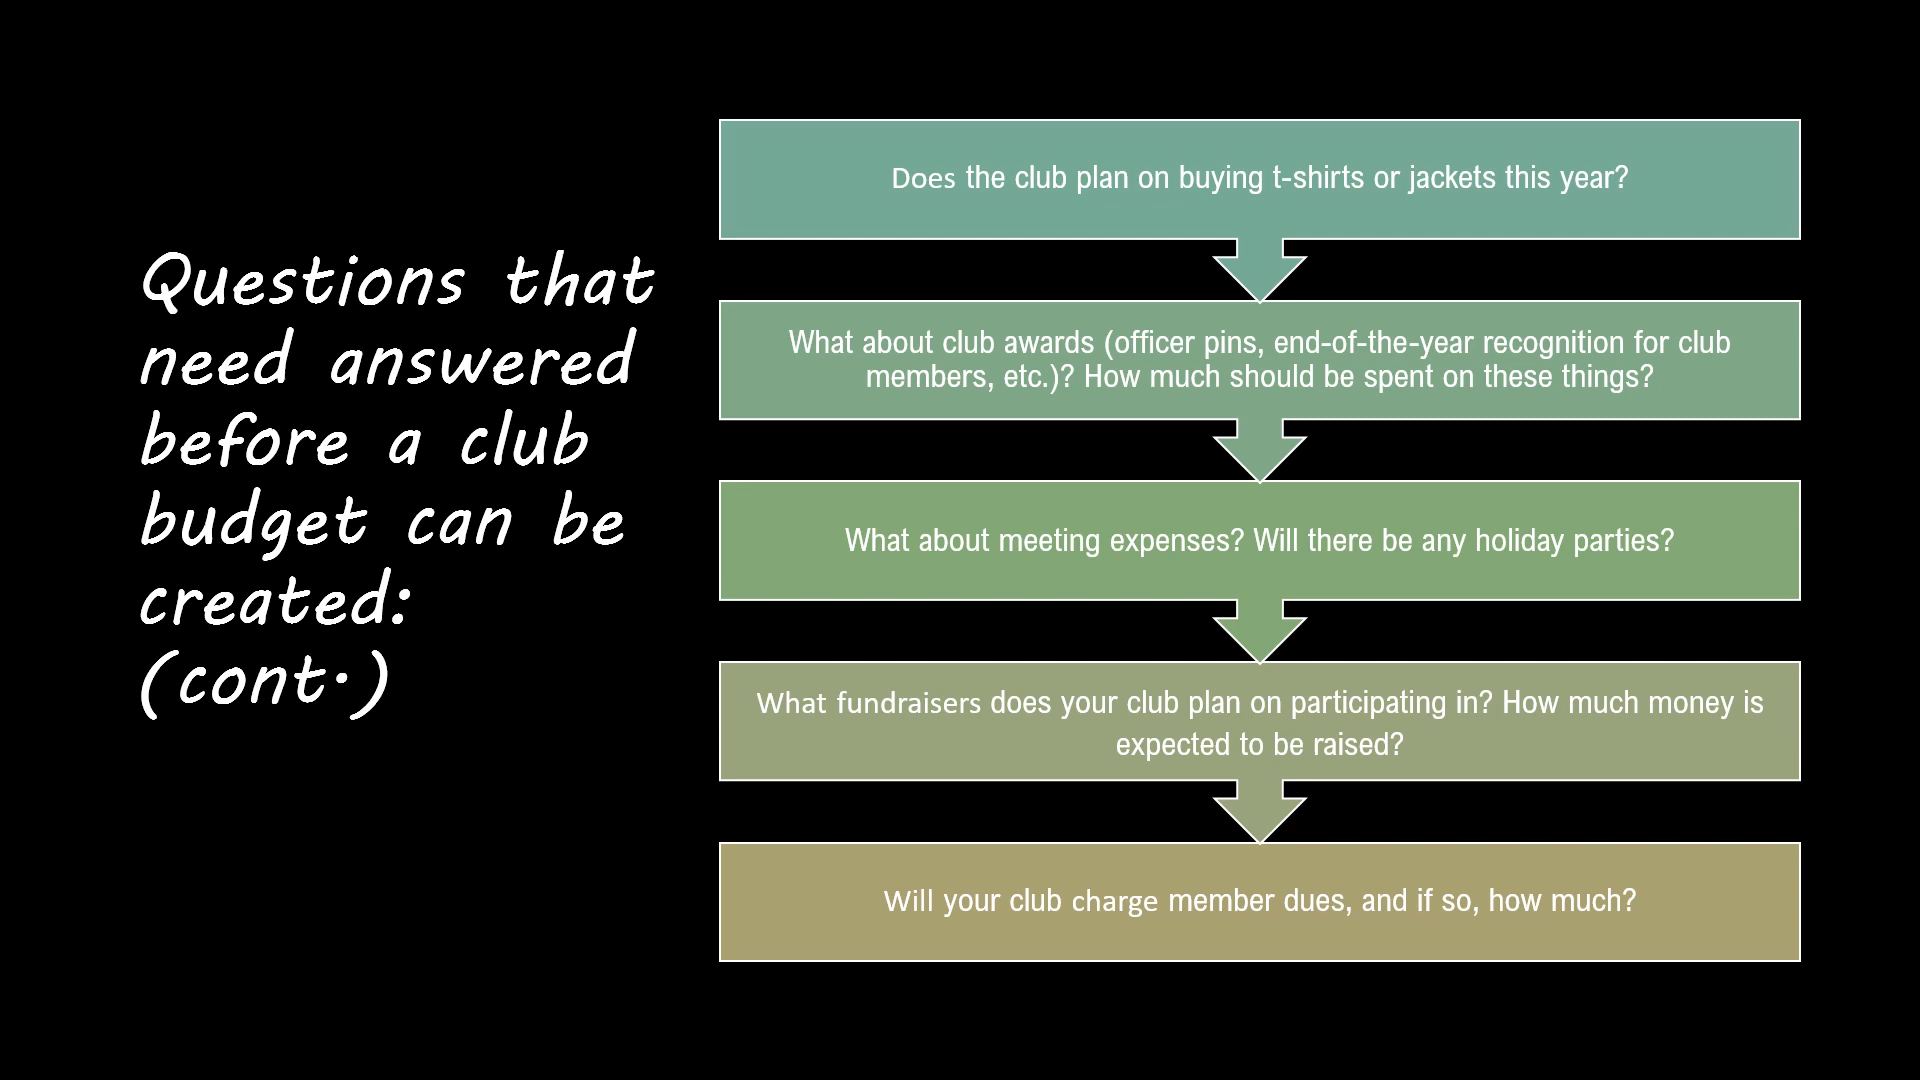 Questions that
need answered
before a club
budget can be
created:
(cont.)
Does the club plan on buying t-shirts or jackets this year?
What about club awards (officer pins, end-of-the-year recognition for club
members, etc.)? How much should be spent on these things?
What about meeting expenses? Will there be any holiday parties?
What fundraisers does your club plan on participating in? How much money is
expected to be raised?
Will your club charge member dues, and if so, how much?